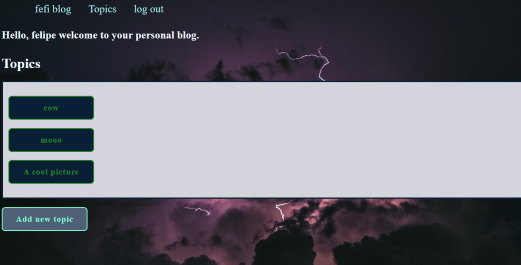 fefi blog Topics log out
Hello, felipe welcome to your personal blog.
Topics
cow
mooo
A cool picture
Add new topic